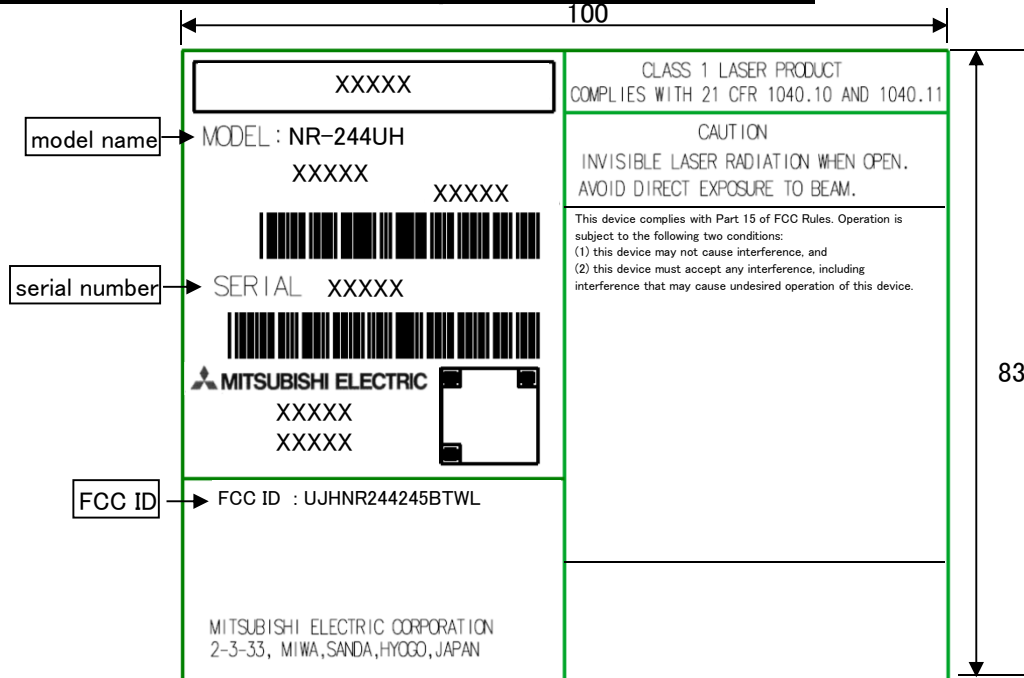 100
XXXXX
model name
MODEL : NR-244UH
XXXXX
XXXXX
serial number
SERIAL XXXXX
MITSUBISHI ELECTRIC
XXXXX
XXXXX
FCC ID
FCC ID : UJHNR244245BTWL
MITSUBISHI ELECTRIC CORPORATION
2-3-33, MIWA,SANDA,HYOGO,JAPAN
CLASS 1 LASER PRODUCT
COMPLIES WITH 21 CFR 1040.10 AND 1040.11
CAUTION
INVISIBLE LASER RADIATION WHEN OPEN.
AVOID DIRECT EXPOSURE TO BEAM.
This device complies with Part 15 of FCC Rules. Operation is
subject to the following two conditions:
(1) this device may not cause interference, and
(2) this device must accept any interference, including
interference that may cause undesired operation of this device.
83